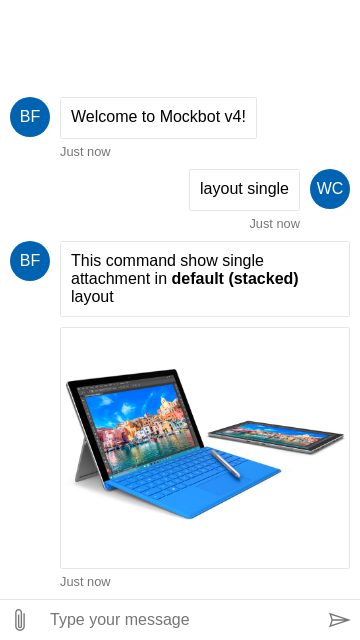 BF
Welcome to Mockbot v4!
Just now
layout single
WC
Just now
BF
This command show single
attachment in default (stacked)
layout
Just now
Type your message